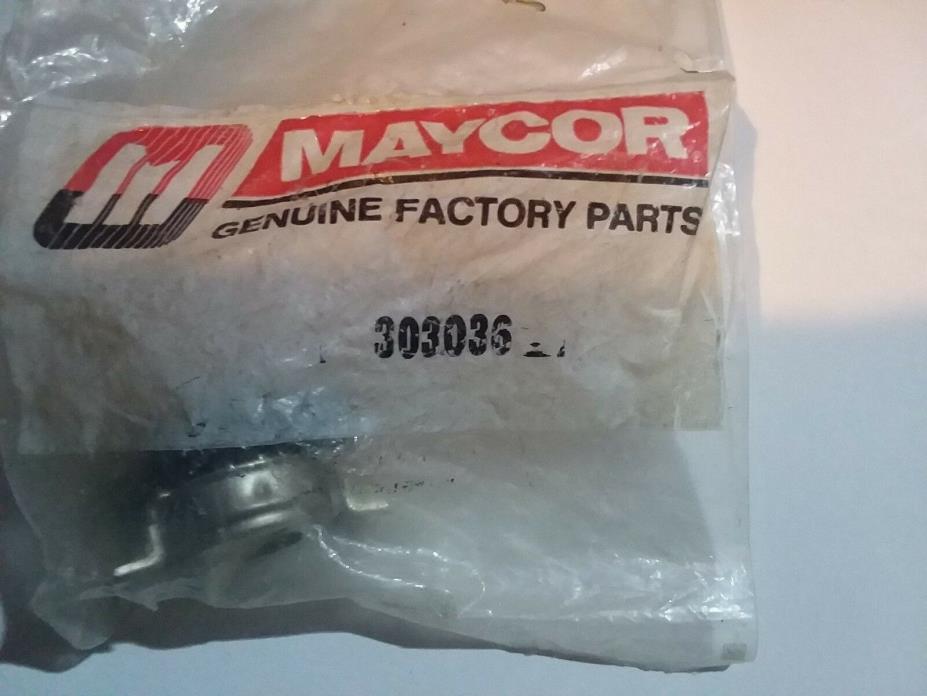 MAYCOR
GENUINE FACTORY PARTS
303036